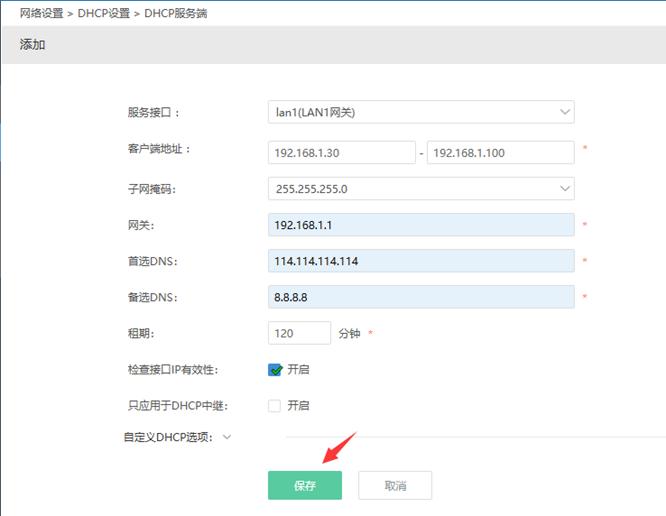 网络设置 > DHCP设置 > DHCP服务端
添加
服务接口： lan1(LAN1网关)
客户端地址： 192.168.1.30 - 192.168.1.100 *
子网掩码： 255.255.255.0
网关： 192.168.1.1 *
首选DNS： 114.114.114.114 *
备选DNS： 8.8.8.8 *
租期： 120 分钟 *
检查接口IP有效性： 开启
只应用于DHCP中继： 开启
自定义DHCP选项：
保存 取消